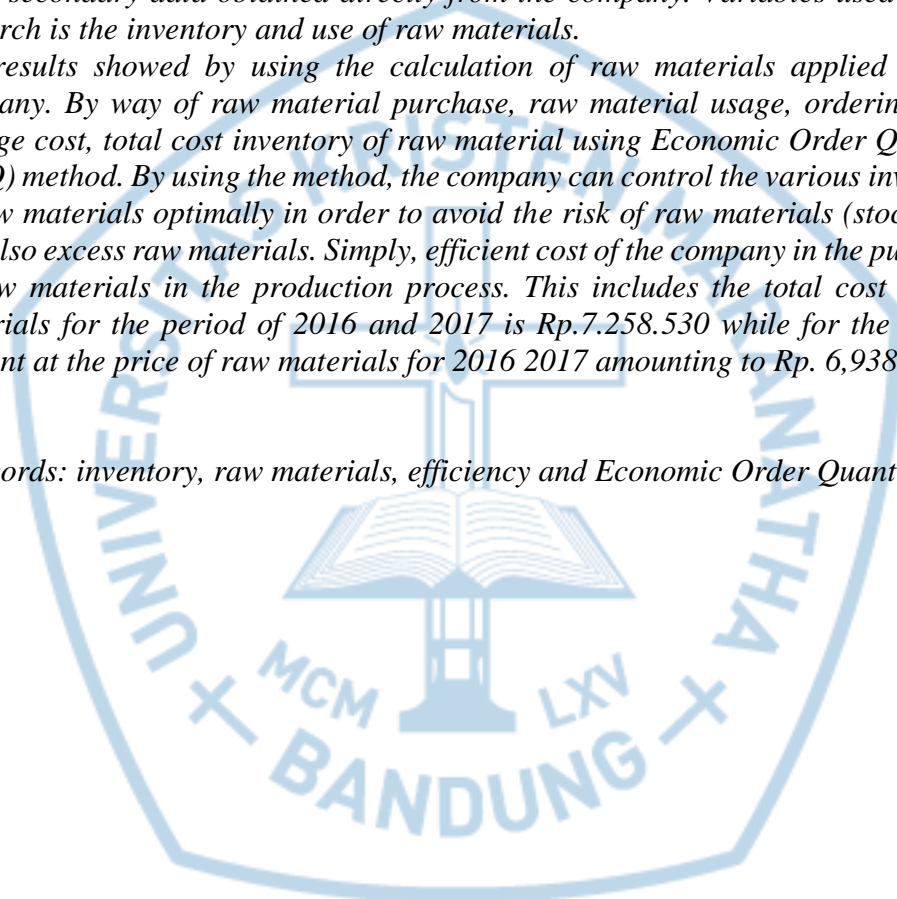 secondary data obtained directly from the company. Variables used
rch is the inventory and use of raw materials.
results showed by using the calculation of raw materials applied
any. By way of raw material purchase, raw material usage, orderin
ge cost, total cost inventory of raw material using Economic Order Q
) method. By using the method, the company can control the various inv
w materials optimally in order to avoid the risk of raw materials (stoc
lso excess raw materials. Simply, efficient cost of the company in the pu
w materials in the production process. This includes the total cost
rials for the period of 2016 and 2017 is Rp.7.258.530 while for the
nt at the price of raw materials for 2016 2017 amounting to Rp. 6,938
ords: inventory, raw materials, efficiency and Economic Order Quant
UNIVERSITAS KRISTEN MARANATHA
MCM LXV
BANDUNG